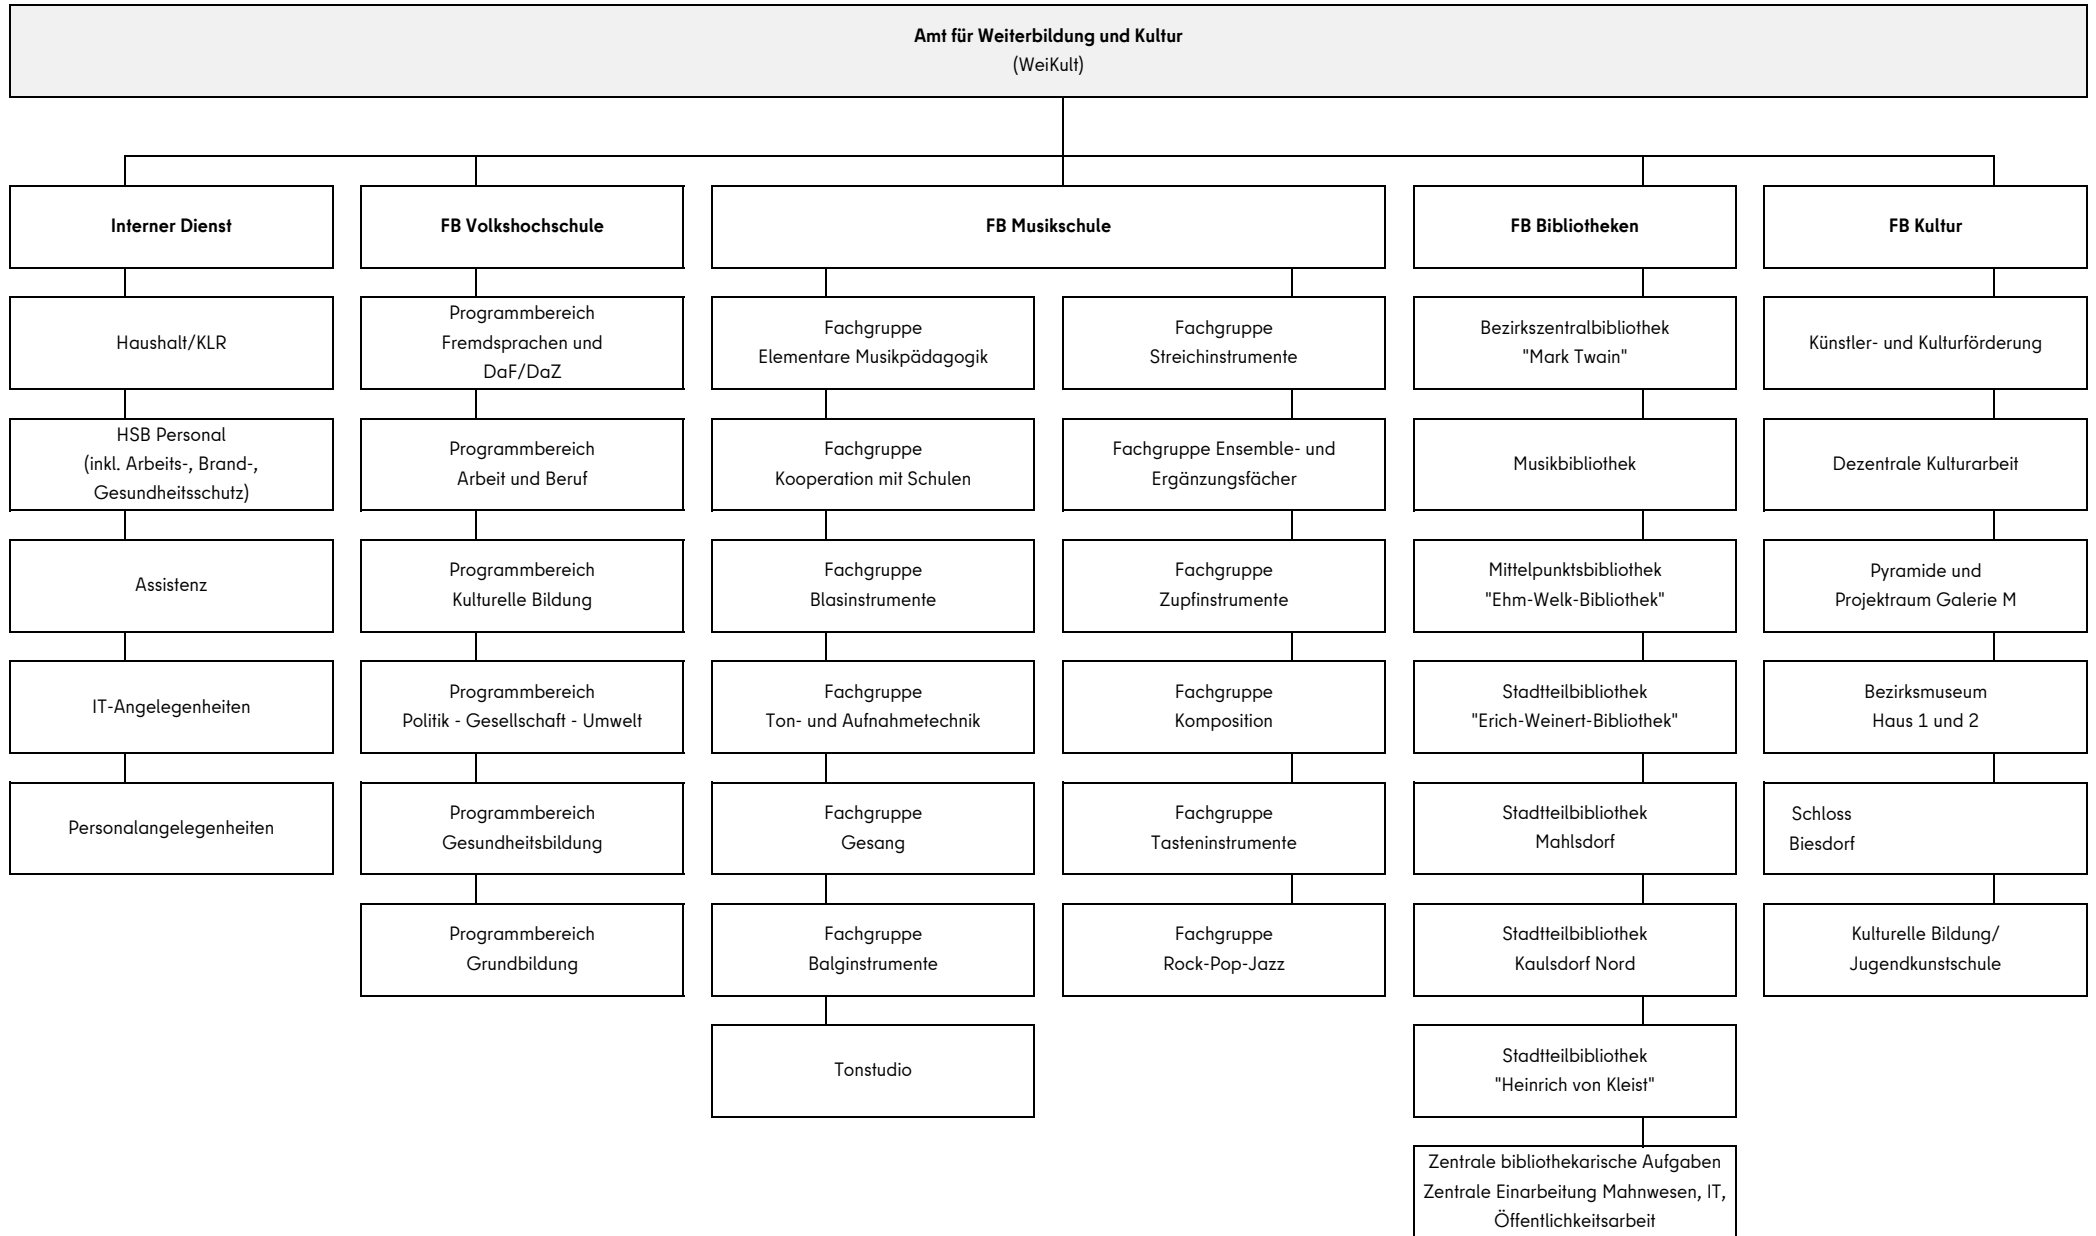 Amt für Weiterbildung und Kultur
(WeiKult)
Interner Dienst
Haushalt/KLR
HSB Personal
(inkl. Arbeits-, Brand-,
Gesundheitsschutz)
Assistenz
IT-Angelegenheiten
Personalangelegenheiten
FB Volkshochschule
Programmbereich
Fremdsprachen und
DaF/DaZ
Programmbereich
Arbeit und Beruf
Programmbereich
Kulturelle Bildung
Programmbereich
Politik - Gesellschaft - Umwelt
Programmbereich
Gesundheitsbildung
Programmbereich
Grundbildung
FB Musikschule
Fachgruppe
Elementare Musikpädagogik
Fachgruppe
Kooperation mit Schulen
Fachgruppe
Blasinstrumente
Fachgruppe
Ton- und Aufnahmetechnik
Fachgruppe
Gesang
Fachgruppe
Balginstrumente
Tonstudio
Fachgruppe
Streichinstrumente
Fachgruppe Ensemble- und
Ergänzungsfächer
Fachgruppe
Zupfinstrumente
Fachgruppe
Komposition
Fachgruppe
Tasteninstrumente
Fachgruppe
Rock-Pop-Jazz
FB Bibliotheken
Bezirkszentralbibliothek
"Mark Twain"
Musikbibliothek
Mittelpunktsbibliothek
"Ehm-Welk-Bibliothek"
Stadtteilbibliothek
"Erich-Weinert-Bibliothek"
Stadtteilbibliothek
Mahlsdorf
Stadtteilbibliothek
Kaulsdorf Nord
Stadtteilbibliothek
"Heinrich von Kleist"
Zentrale bibliothekarische Aufgaben
Zentrale Einarbeitung Mahnwesen, IT,
Öffentlichkeitsarbeit
FB Kultur
Künstler- und Kulturförderung
Dezentrale Kulturarbeit
Pyramide und
Projektraum Galerie M
Bezirksmuseum
Haus 1 und 2
Schloss
Biesdorf
Kulturelle Bildung/
Jugendkunstschule